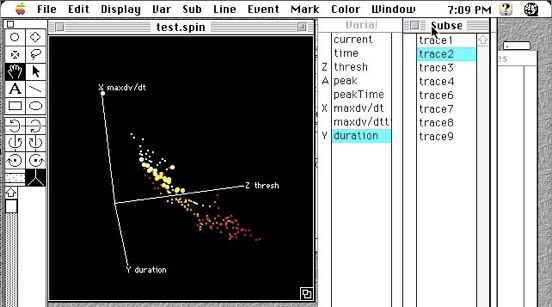 File Edit Display Var Sub Line Event Mark Color Window 7:09 PM
test.spin
Varial
Subse
A
X maxdv/dt
Z thresh
Y duration
current
time
Z thresh
A peak
peakTime
X maxdv/dt
maxdv/dtt
Y duration
trace1
trace2
trace3
trace4
trace6
trace7
trace8
trace9
es